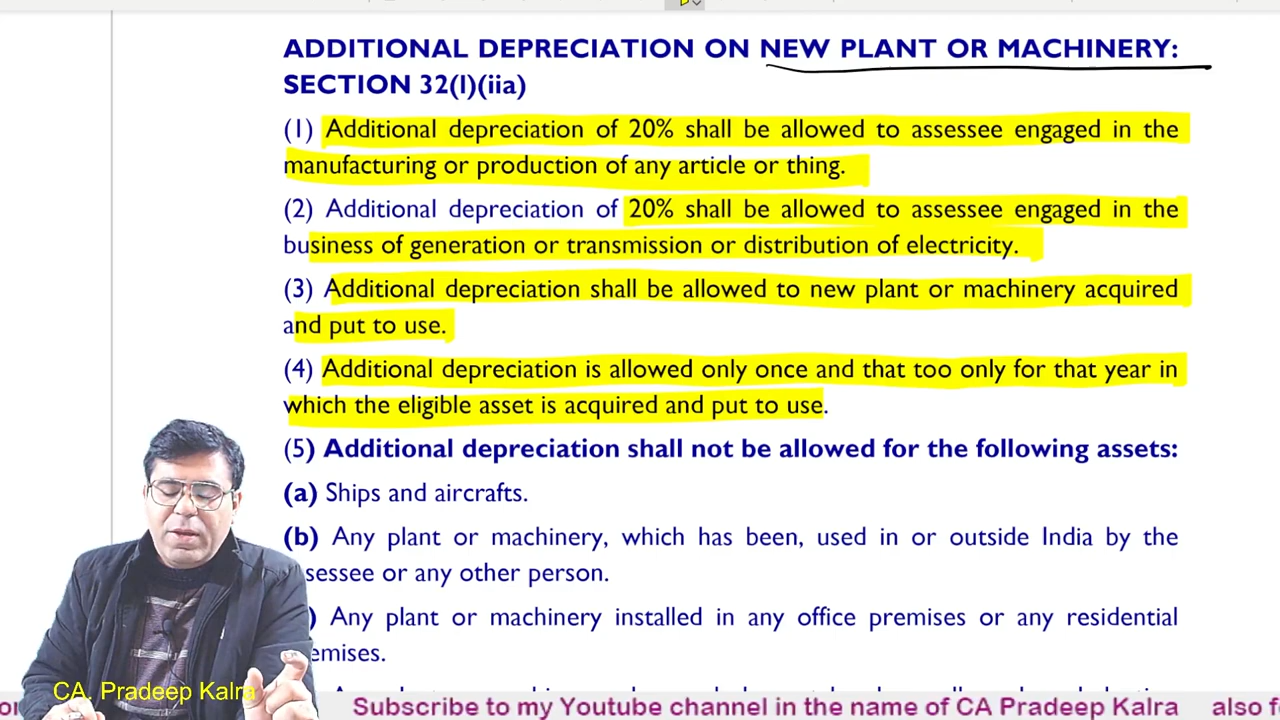 ADDITIONAL DEPRECIATION ON NEW PLANT OR MACHINERY:
SECTION 32(I)(iia)
(1) Additional depreciation of 20% shall be allowed to assessee engaged in the
manufacturing or production of any article or thing.
(2) Additional depreciation of 20% shall be allowed to assessee engaged in the
business of generation or transmission or distribution of electricity.
(3) Additional depreciation shall be allowed to new plant or machinery acquired
and put to use.
(4) Additional depreciation is allowed only once and that too only for that year in
which the eligible asset is acquired and put to use.
(5) Additional depreciation shall not be allowed for the following assets:
(a) Ships and aircrafts.
(b) Any plant or machinery, which has been, used in or outside India by the
sessee or any other person.
) Any plant or machinery installed in any office premises or any residential
emises.
CA. Pradeep Kalra
Subscribe to my Youtube channel in the name of CA Pradeep Kalra also f